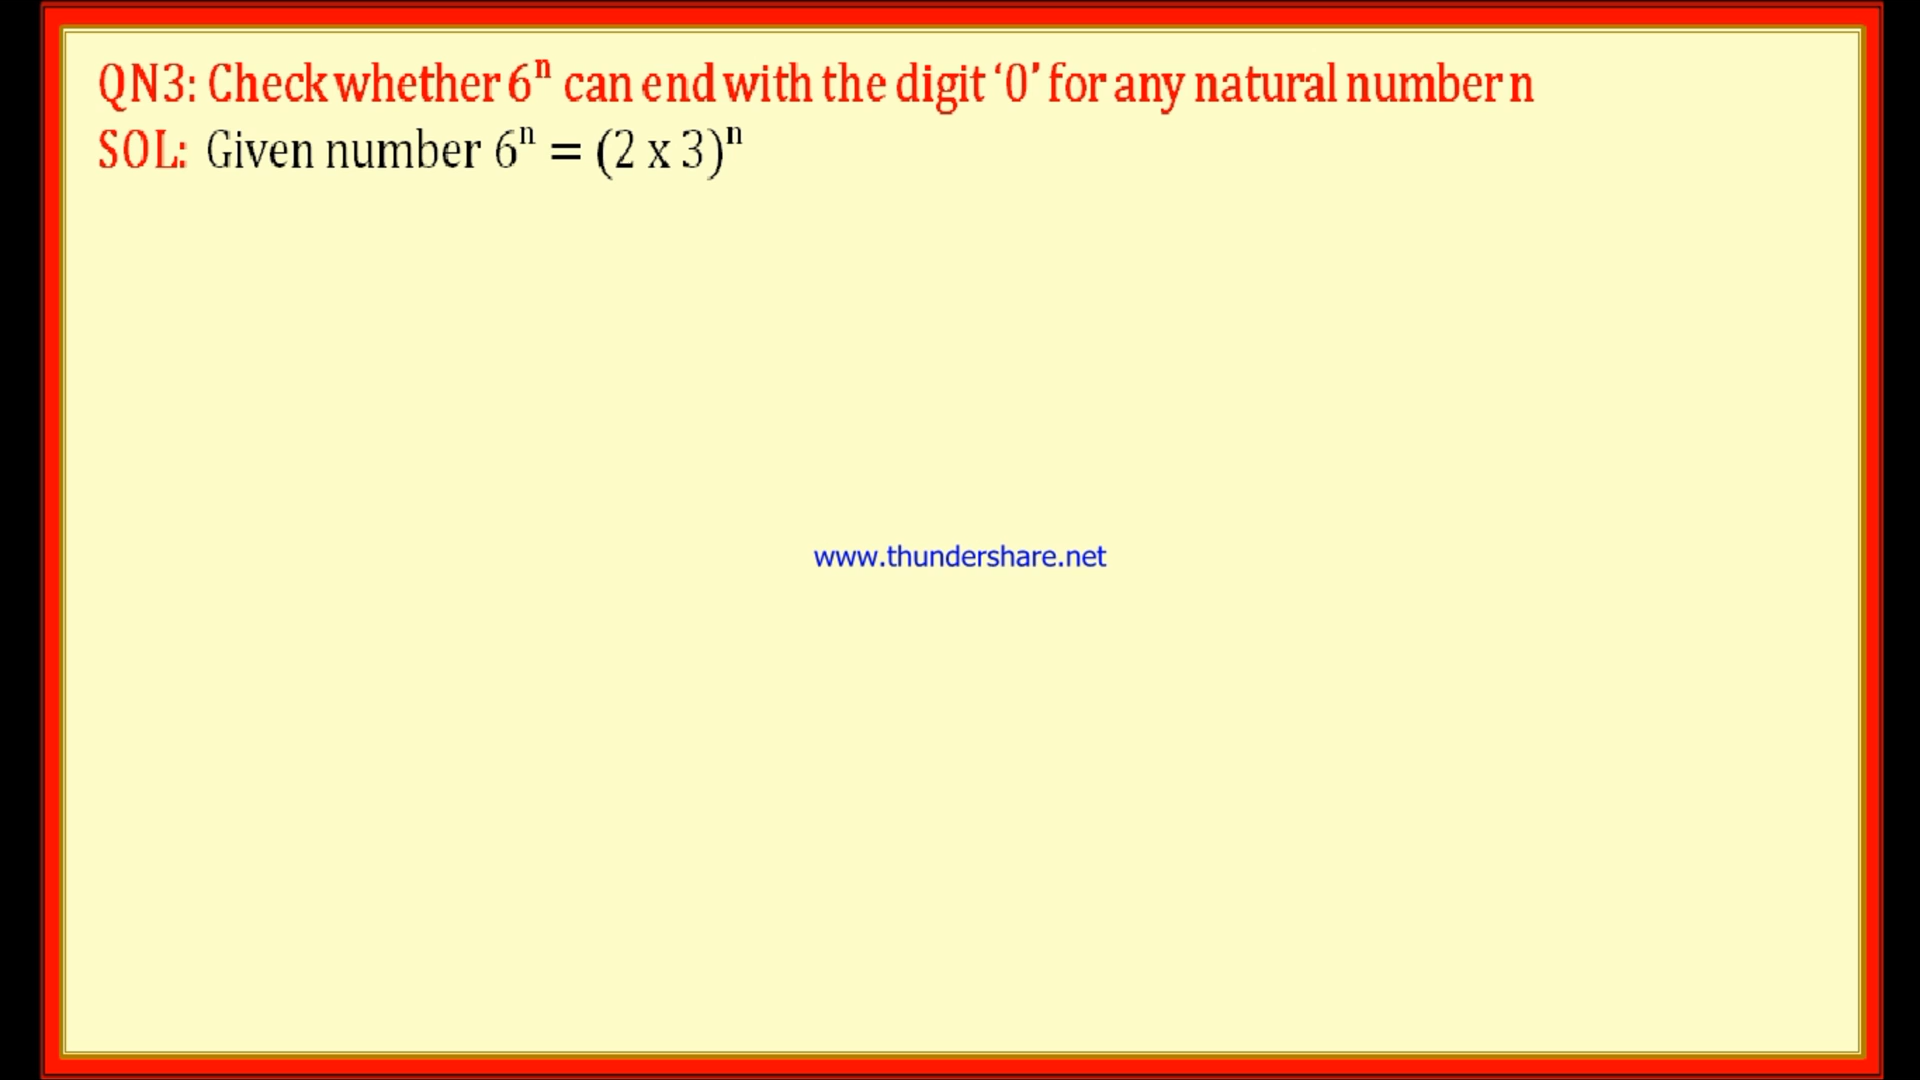 QN3: Check whether 6ⁿ can end with the digit ‘0’ for any natural number n
SOL: Given number 6ⁿ = (2 x 3)ⁿ
www.thundershare.net